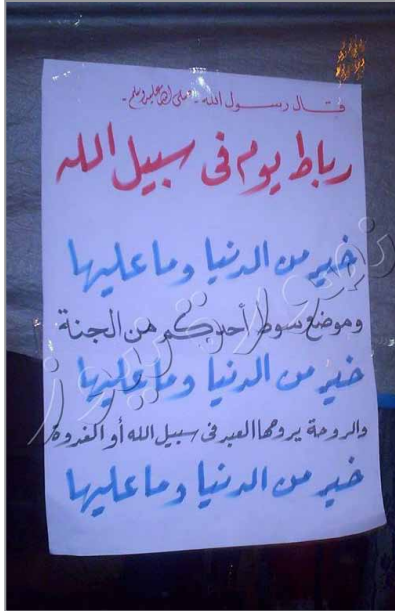 قال رسول الله - صلى الله عليه وسلم -
رباط يوم في سبيل الله
خير من الدنيا وما عليها
وموضع سوط أحدكم من الجنة
خير من الدنيا وما عليها
والروحة يروحها العبد في سبيل الله أو الغدوة
خير من الدنيا وما عليها